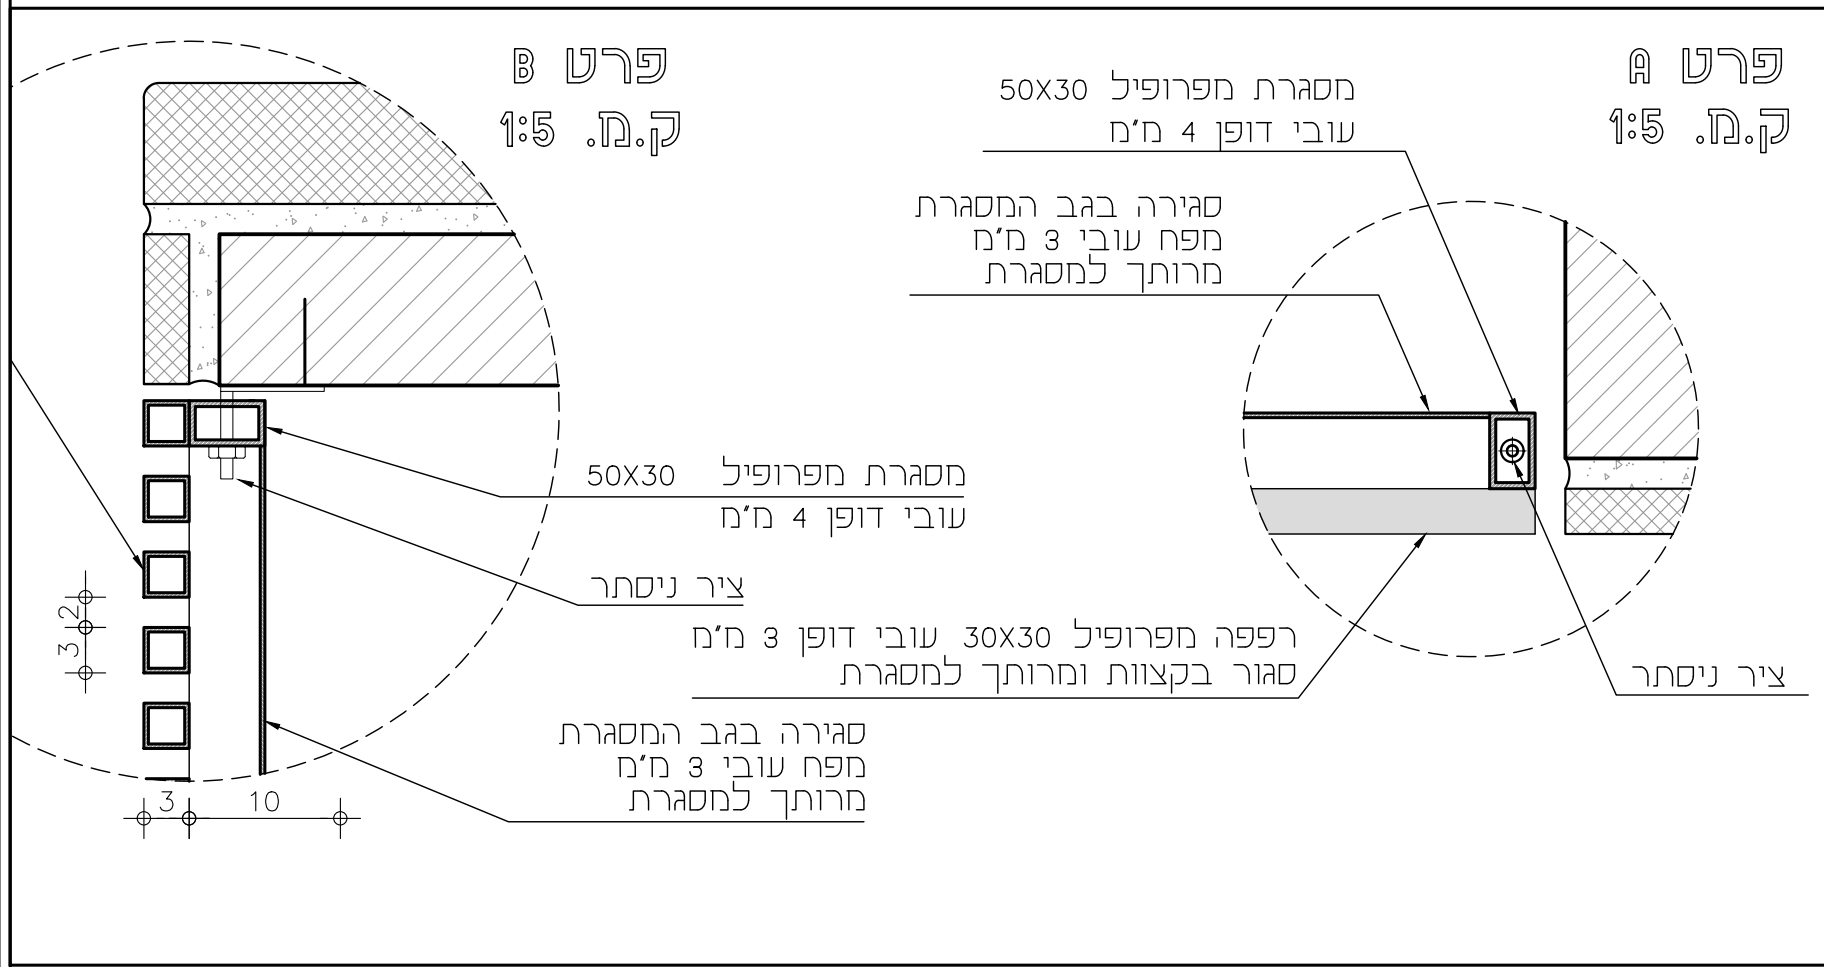 פרט A
ק.מ. 1:5
מסגרת מפרופיל 50X30
עובי דופן 4 מ"מ
סגירה בגב המסגרת
מפח עובי 3 מ"מ
מרותך למסגרת
רפפה מפרופיל 30X30 עובי דופן 3 מ"מ
סגור בקצוות ומרותך למסגרת
ציר ניסתר
פרט B
ק.מ. 1:5
מסגרת מפרופיל 50X30
עובי דופן 4 מ"מ
ציר ניסתר
סגירה בגב המסגרת
מפח עובי 3 מ"מ
מרותך למסגרת
2
3
3
10